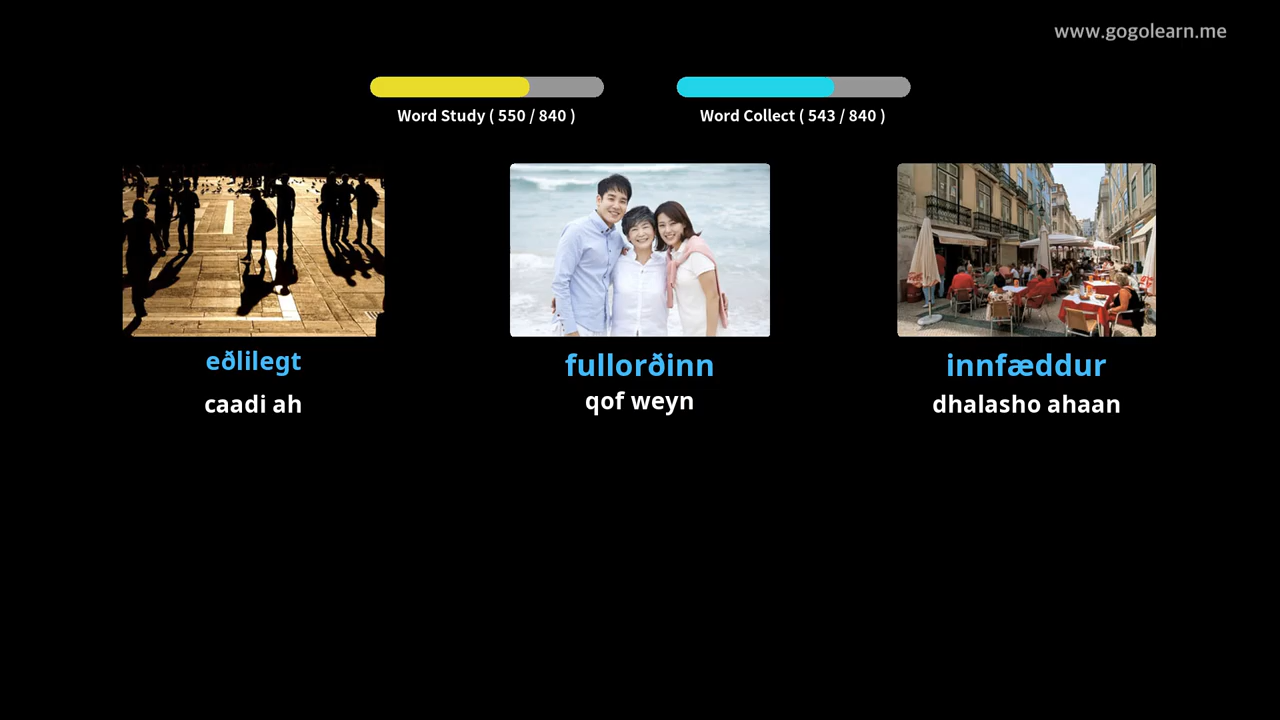 www.gogolearn.me
Word Study ( 550 / 840 )
Word Collect ( 543 / 840 )
eðlilegt
caadi ah
fullorðinn
qof weyn
innfæddur
dhalasho ahaan